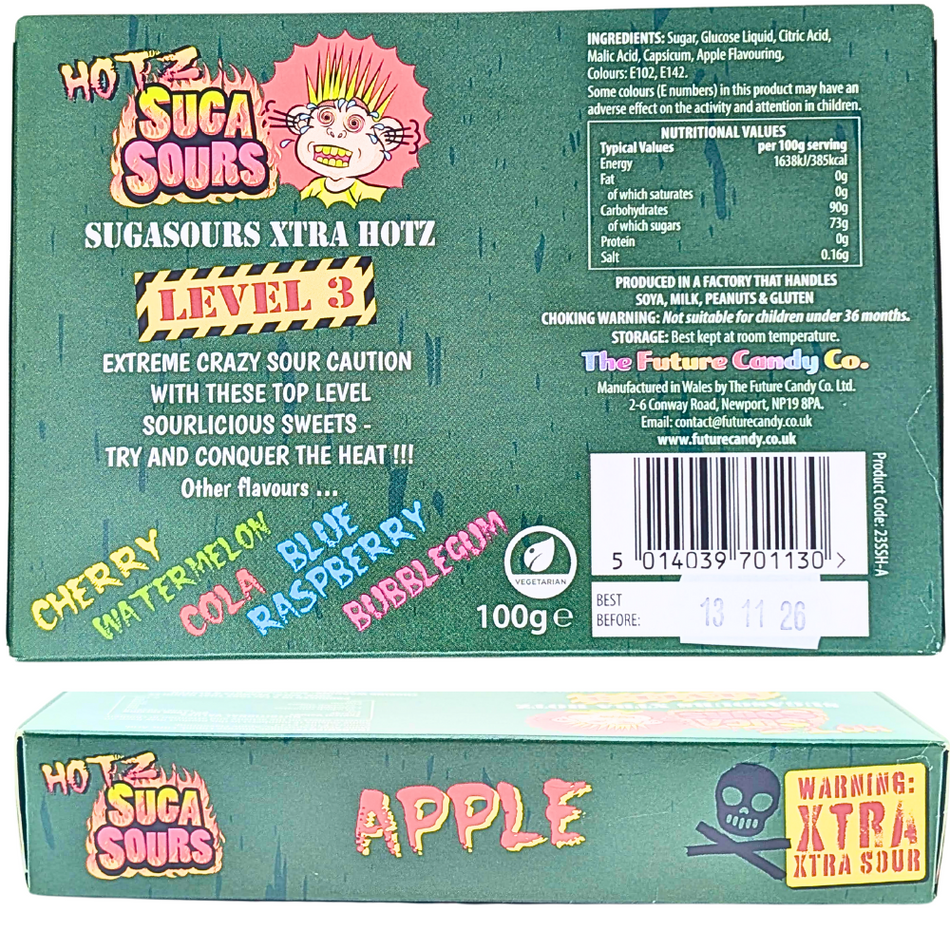 HOTZ
SUGA
SOURS
SUGASOURS XTRA HOTZ
LEVEL 3
EXTREME CRAZY SOUR CAUTION
WITH THESE TOP LEVEL
SOURLICIOUS SWEETS -
TRY AND CONQUER THE HEAT !!!
Other flavours ...
CHERRY
WATERMELON
COLA
BLUE
RASPBERRY
BUBBLEGUM
VEGETARIAN
100g e
INGREDIENTS: Sugar, Glucose Liquid, Citric Acid,
Malic Acid, Capsicum, Apple Flavouring,
Colours: E102, E142.
Some colours (E numbers) in this product may have an
adverse effect on the activity and attention in children.
NUTRITIONAL VALUES
Typical Values per 100g serving
Energy 1638kJ/385kcal
Fat 0g
of which saturates 0g
Carbohydrates 90g
of which sugars 73g
Protein 0g
Salt 0.16g
PRODUCED IN A FACTORY THAT HANDLES
SOYA, MILK, PEANUTS & GLUTEN
CHOKING WARNING: Not suitable for children under 36 months.
STORAGE: Best kept at room temperature.
The Future Candy Co.
Manufactured in Wales by The Future Candy Co. Ltd.
2-6 Conway Road, Newport, NP19 8PA.
Email: contact@futurecandy.co.uk
www.futurecandy.co.uk
5 014039 701130 >
Product Code: 235SH-A
BEST
BEFORE:
13 11 26
SUGASOURS XTRA HOTZ
HOTZ
SUGA
SOURS
APPLE
WARNING:
XTRA
XTRA SOUR